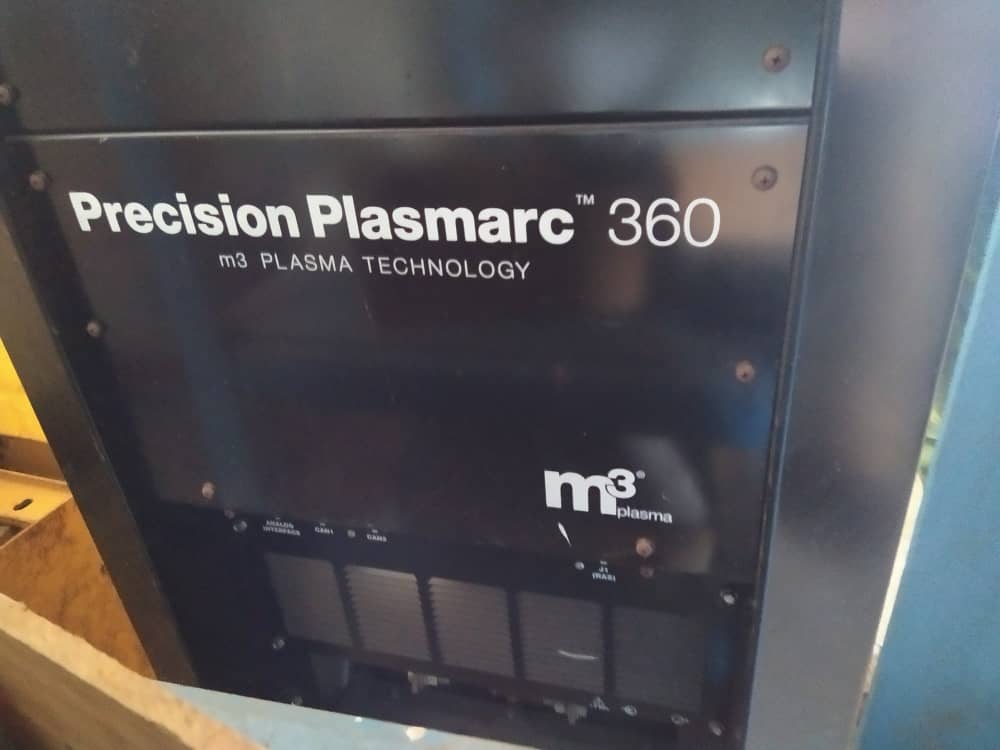 Precision Plasmarc™ 360
m3 PLASMA TECHNOLOGY
m3®
plasma
ANALOG
INTERFACE
CAN1
CAN2
J1
(RAS)